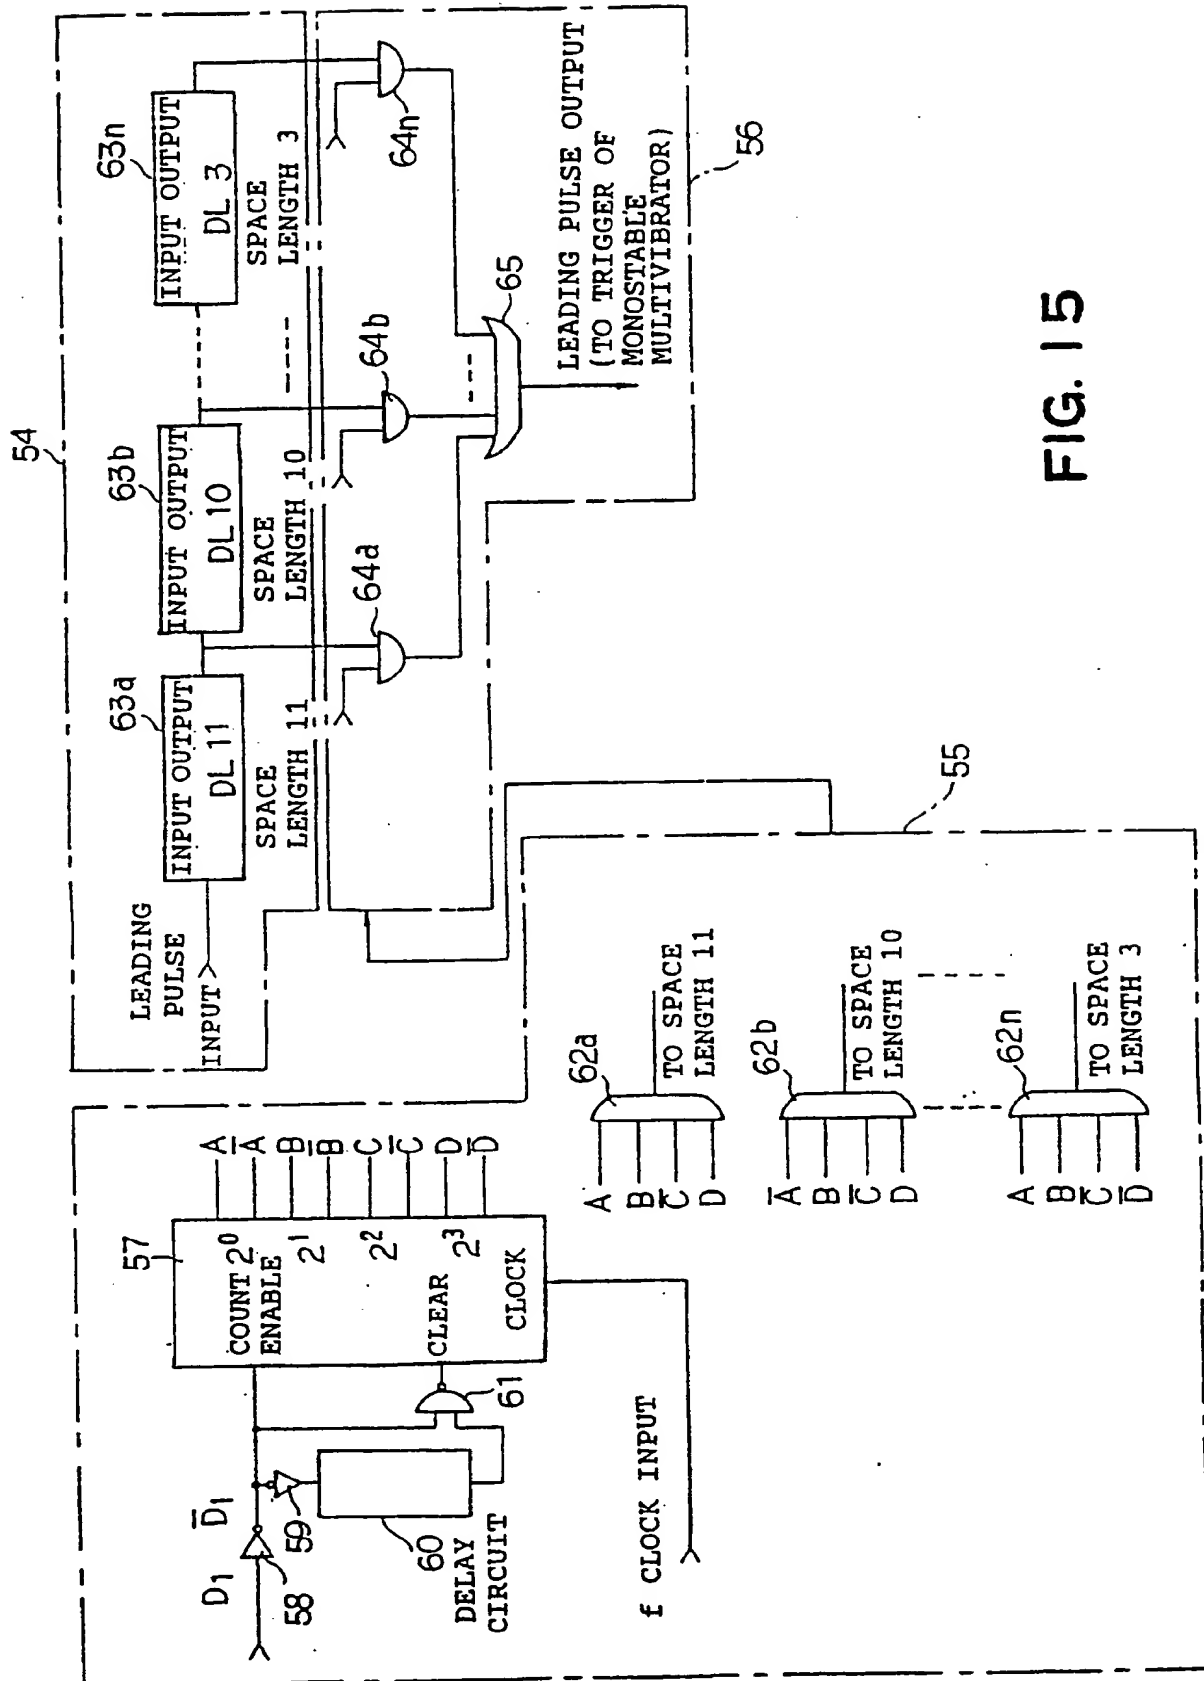 54
63a
63b
63n
LEADING
PULSE
INPUT
INPUT OUTPUT
DL 11
INPUT OUTPUT
DL 10
INPUT OUTPUT
DL 3
SPACE
LENGTH 11
SPACE
LENGTH 10
SPACE
LENGTH 3
64a
64b
64n
65
LEADING PULSE OUTPUT
(TO TRIGGER OF
MONOSTABLE
MULTIVIBRATOR)
56
57
D1
D̅1
58
59
60
DELAY
CIRCUIT
61
COUNT
ENABLE
CLEAR
CLOCK
2⁰
2¹
2²
2³
A
A̅
B
B̅
C
C̅
D
D̅
f CLOCK INPUT
55
62a
A
B
C̅
D
TO SPACE
LENGTH 11
62b
A̅
B
C̅
D
TO SPACE
LENGTH 10
62n
A
B
C̅
D̅
TO SPACE
LENGTH 3
FIG. 15